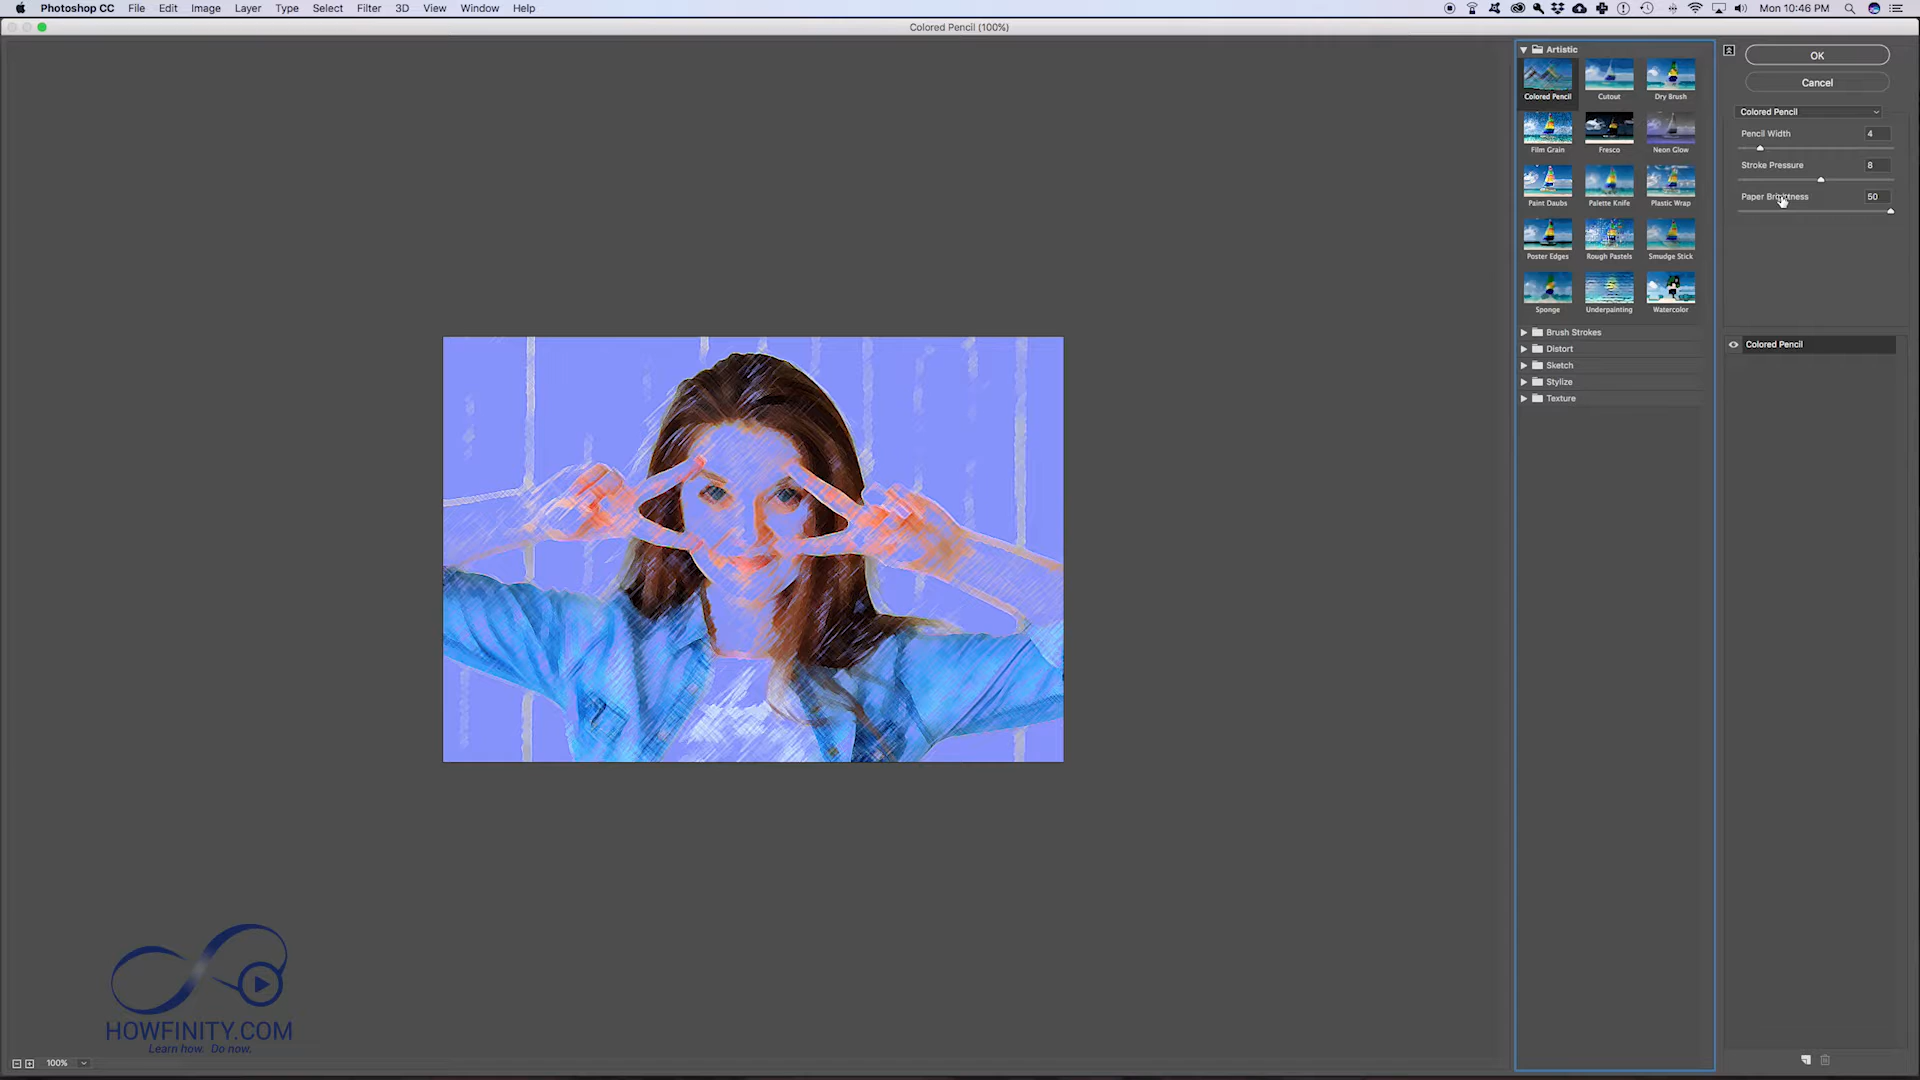 Photoshop CC File Edit Image Layer Type Select Filter 3D View Window Help Mon 10:46 PM
Colored Pencil (100%)
Artistic
Colored Pencil Cutout Dry Brush
Film Grain Fresco Neon Glow
Paint Daubs Palette Knife Plastic Wrap
Poster Edges Rough Pastels Smudge Stick
Sponge Underpainting Watercolor
Brush Strokes
Distort
Sketch
Stylize
Texture
OK
Cancel
Colored Pencil
Pencil Width 4
Stroke Pressure 8
Paper Brightness 50
Colored Pencil
HOWFINITY.COM
Learn how. Do now.
100%